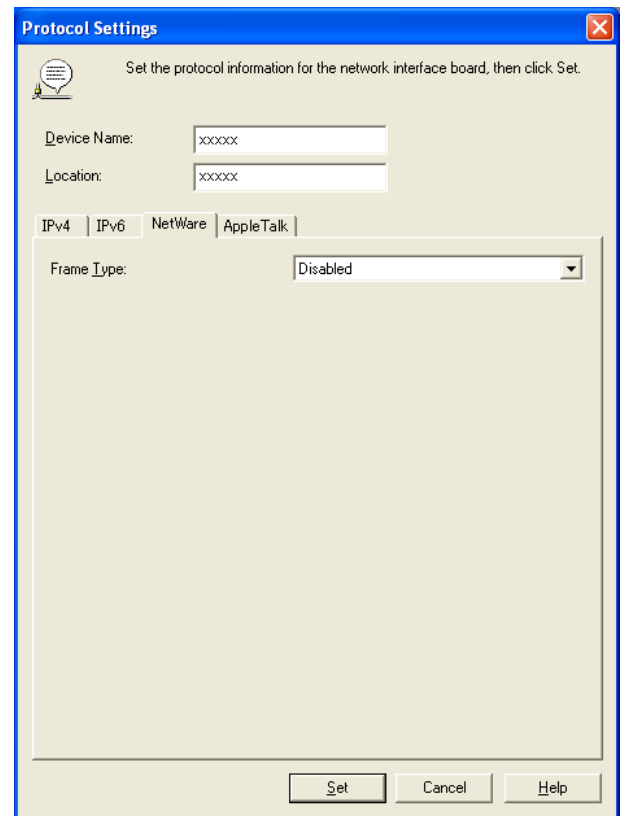 Protocol Settings
Set the protocol information for the network interface board, then click Set.
Device Name: xxxxx
Location: xxxxx
IPv4 IPv6 NetWare AppleTalk
Frame Type: Disabled
Set Cancel Help